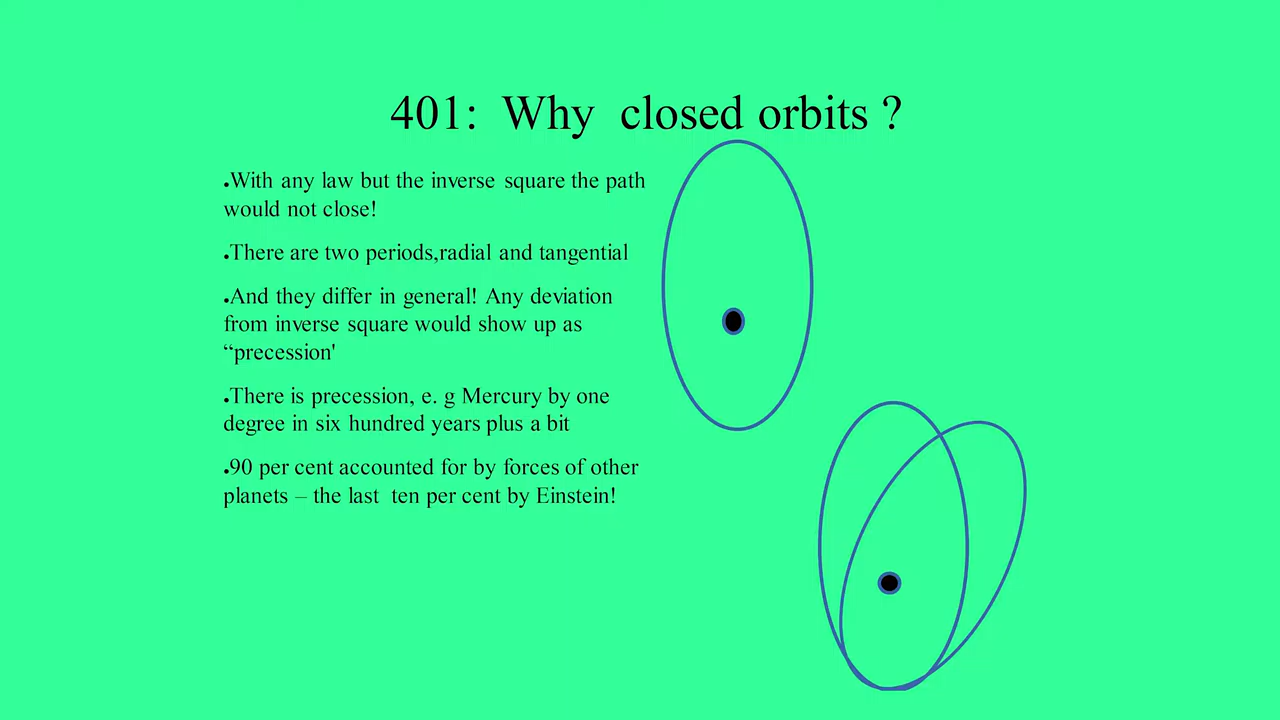 401:  Why  closed orbits ?
●With any law but the inverse square the path
would not close!
●There are two periods,radial and tangential
●And they differ in general! Any deviation
from inverse square would show up as
“precession'
●There is precession, e. g Mercury by one
degree in six hundred years plus a bit
●90 per cent accounted for by forces of other
planets – the last  ten per cent by Einstein!